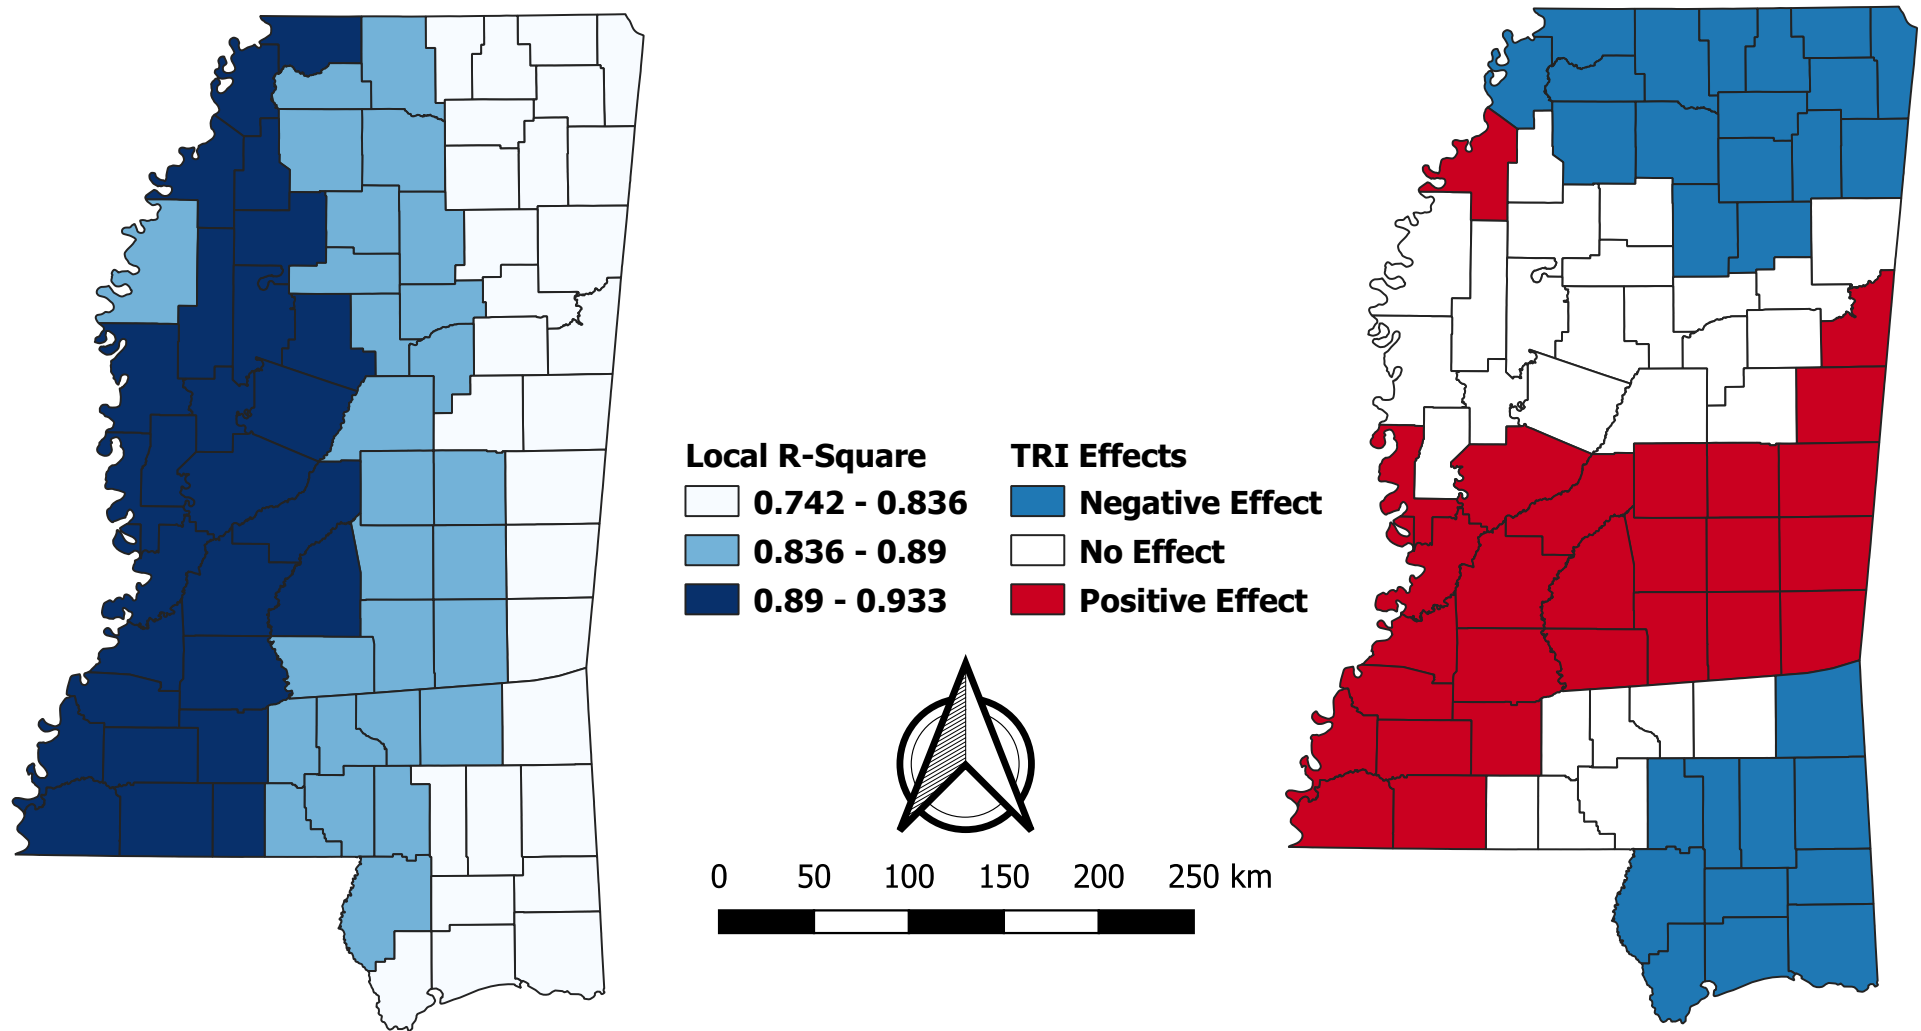 Local R-Square
0.742 - 0.836
0.836 - 0.89
0.89 - 0.933
TRI Effects
Negative Effect
No Effect
Positive Effect
0 50 100 150 200 250 km